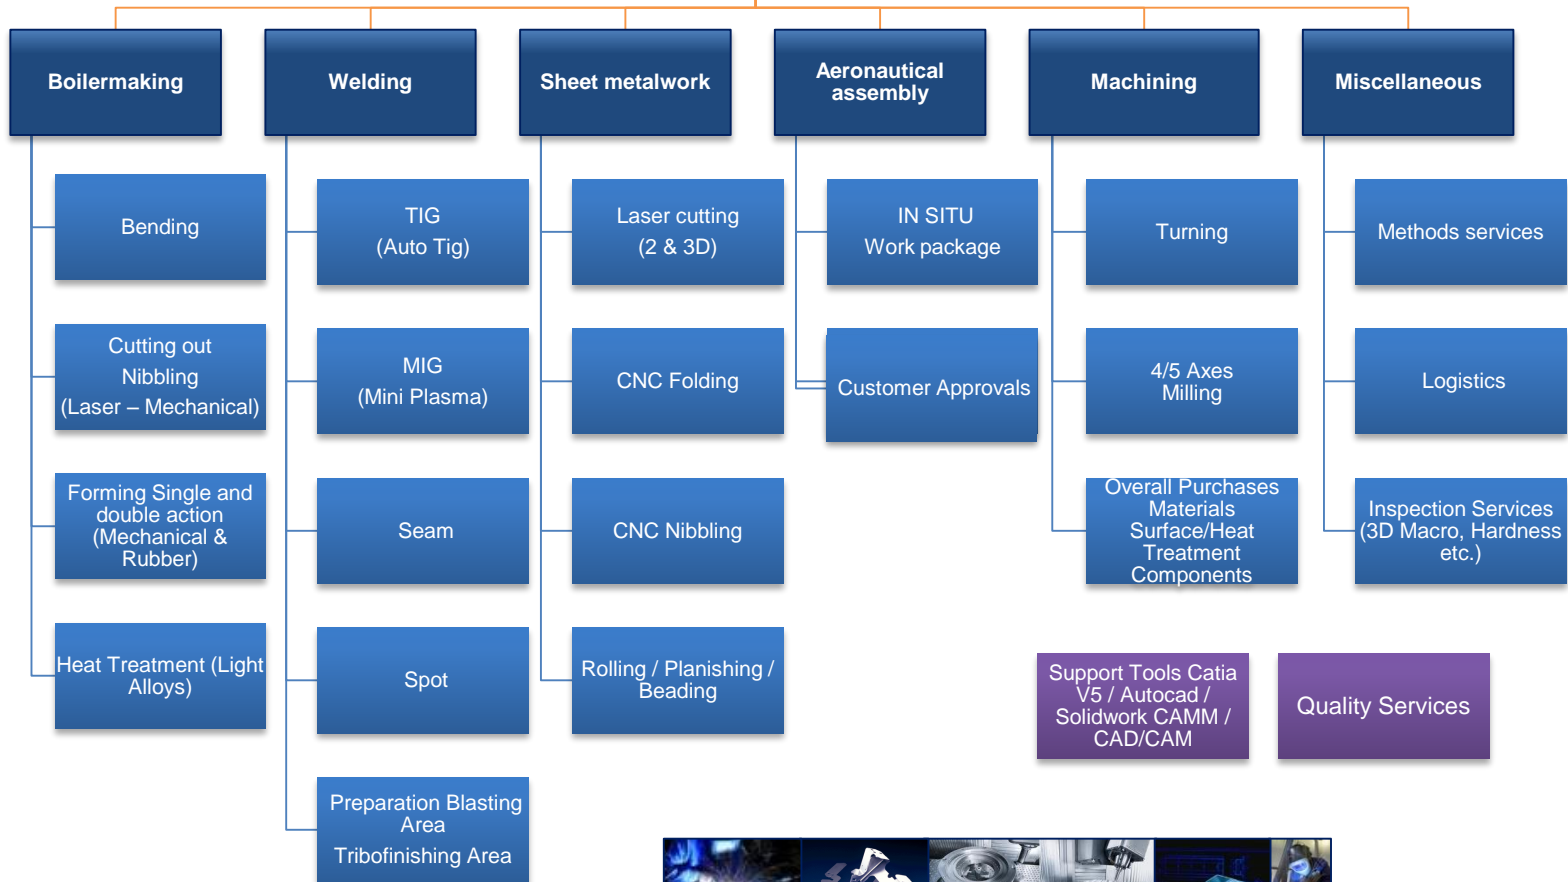 Boilermaking
Welding
Sheet metalwork
Aeronautical
assembly
Machining
Miscellaneous
Bending
Cutting out
Nibbling
(Laser – Mechanical)
Forming Single and
double action
(Mechanical &
Rubber)
Heat Treatment (Light
Alloys)
TIG
(Auto Tig)
MIG
(Mini Plasma)
Seam
Spot
Preparation Blasting
Area
Tribofinishing Area
Laser cutting
(2 & 3D)
CNC Folding
CNC Nibbling
Rolling / Planishing /
Beading
IN SITU
Work package
Customer Approvals
Turning
4/5 Axes
Milling
Overall Purchases
Materials
Surface/Heat
Treatment
Components
Methods services
Logistics
Inspection Services
(3D Macro, Hardness
etc.)
Support Tools Catia
V5 / Autocad /
Solidwork CAMM /
CAD/CAM
Quality Services